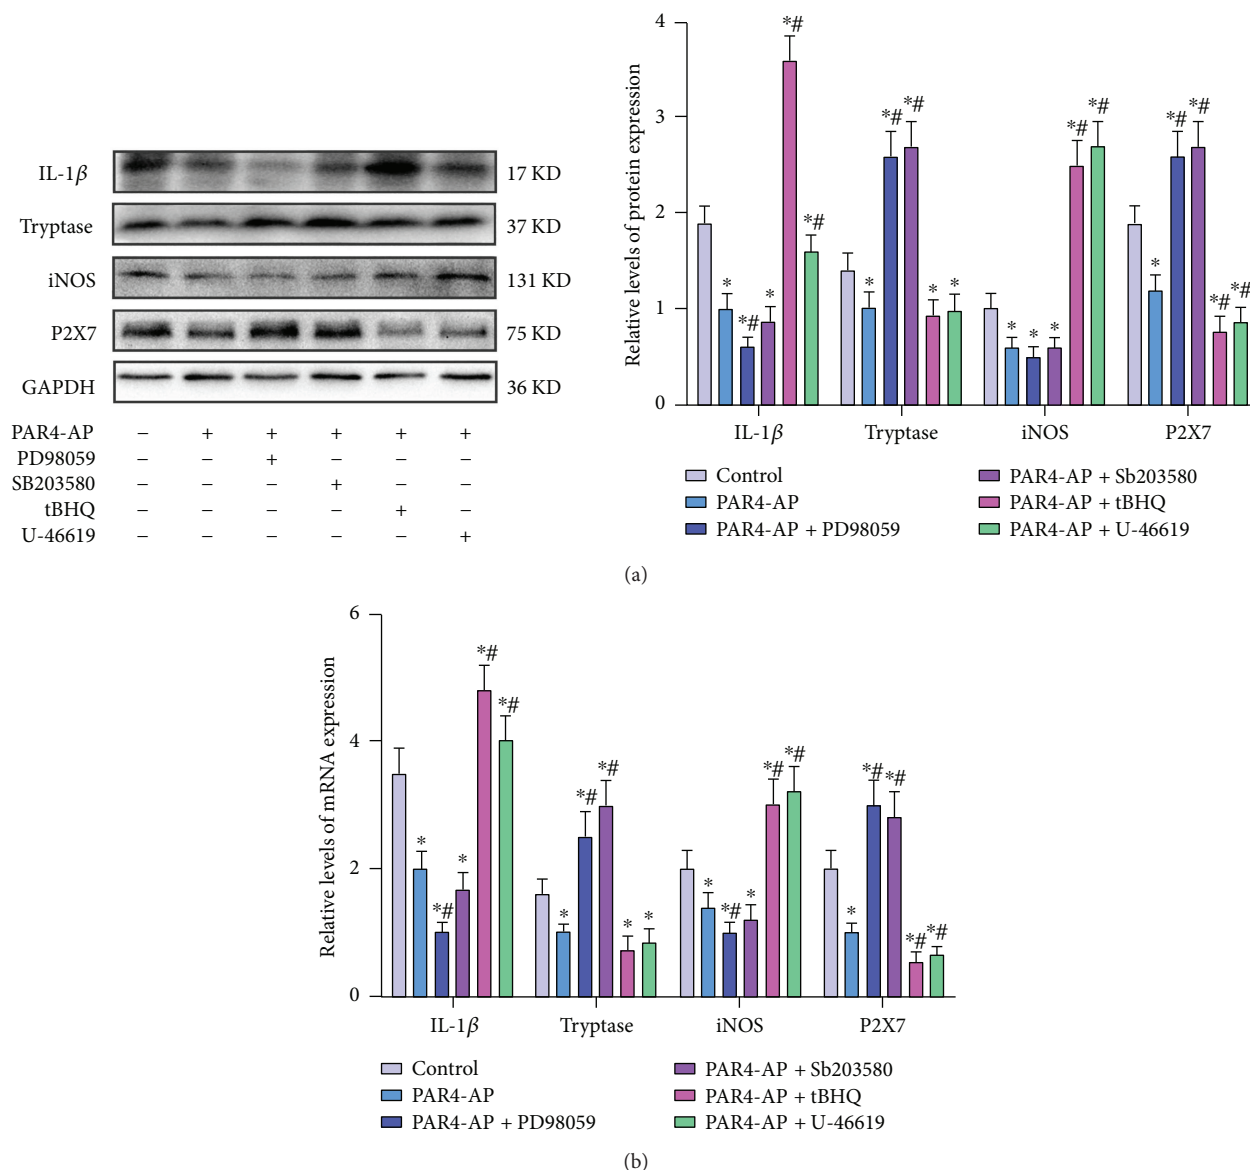 IL-1β 17 KD
Tryptase 37 KD
iNOS 131 KD
P2X7 75 KD
GAPDH 36 KD
PAR4-AP – + + + + +
PD98059 – – + – – –
SB203580 – – – + – –
tBHQ – – – – + –
U-46619 – – – – – +
Relative levels of protein expression
4
3
2
1
0
* *# * *# *#
* *# *# * *
* * * *# *#
* *# *# *# *#
IL-1β Tryptase iNOS P2X7
Control PAR4-AP + Sb203580
PAR4-AP PAR4-AP + tBHQ
PAR4-AP + PD98059 PAR4-AP + U-46619
(a)
Relative levels of mRNA expression
6
4
2
0
* *# * *# *#
* *# *# * *
* *# * *# *#
* *# *# *# *#
IL-1β Tryptase iNOS P2X7
Control PAR4-AP + Sb203580
PAR4-AP PAR4-AP + tBHQ
PAR4-AP + PD98059 PAR4-AP + U-46619
(b)